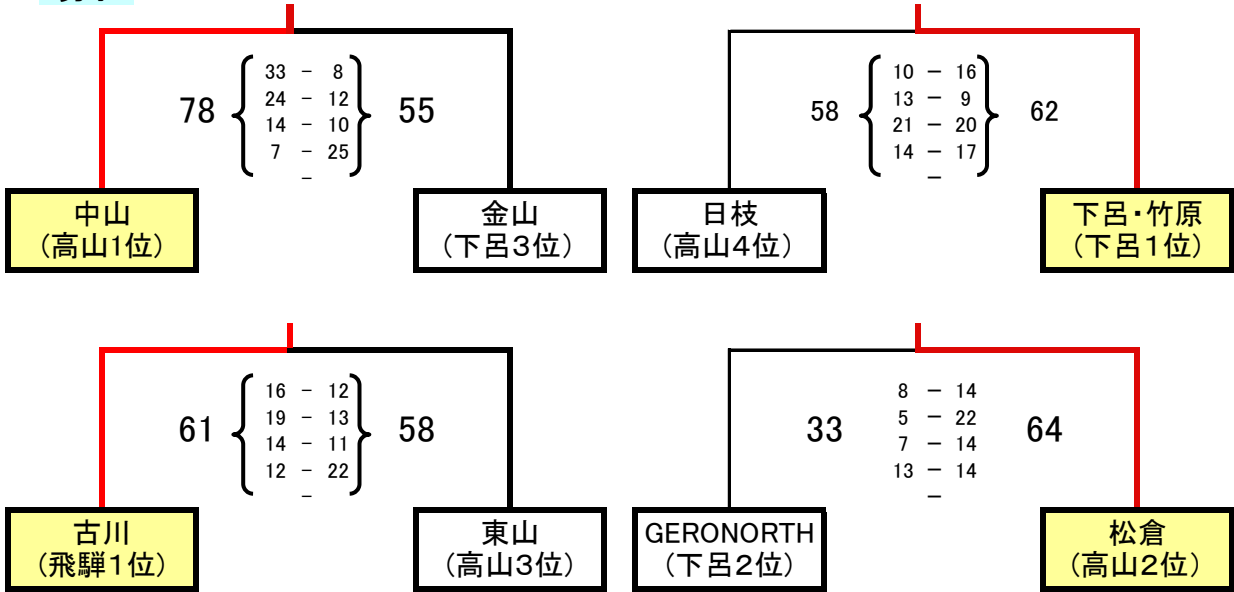 33 - 8
78 24 - 12 55
14 - 10
7 - 25
-
中山
(高山1位)
金山
(下呂3位)
10 - 16
58 13 - 9 62
21 - 20
14 - 17
-
日枝
(高山4位)
下呂・竹原
(下呂1位)
16 - 12
61 19 - 13 58
14 - 11
12 - 22
-
古川
(飛騨1位)
東山
(高山3位)
8 - 14
33 5 - 22 64
7 - 14
13 - 14
-
GERONORTH
(下呂2位)
松倉
(高山2位)